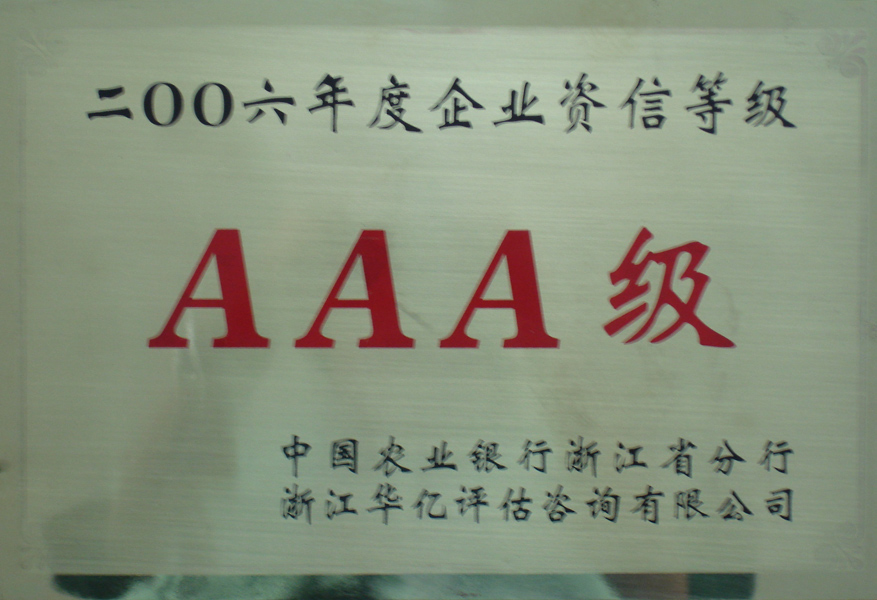 二OO六年度企业资信等级
AAA级
中国农业银行浙江省分行
浙江华亿评估咨询有限公司